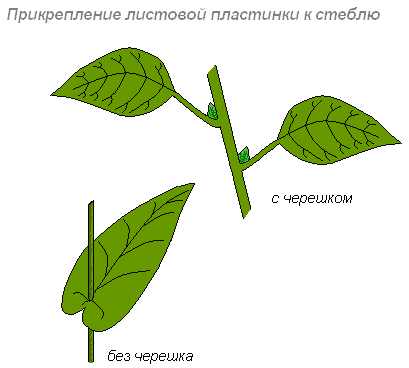 Прикрепление листовой пластинки к стеблю
с черешком
без черешка